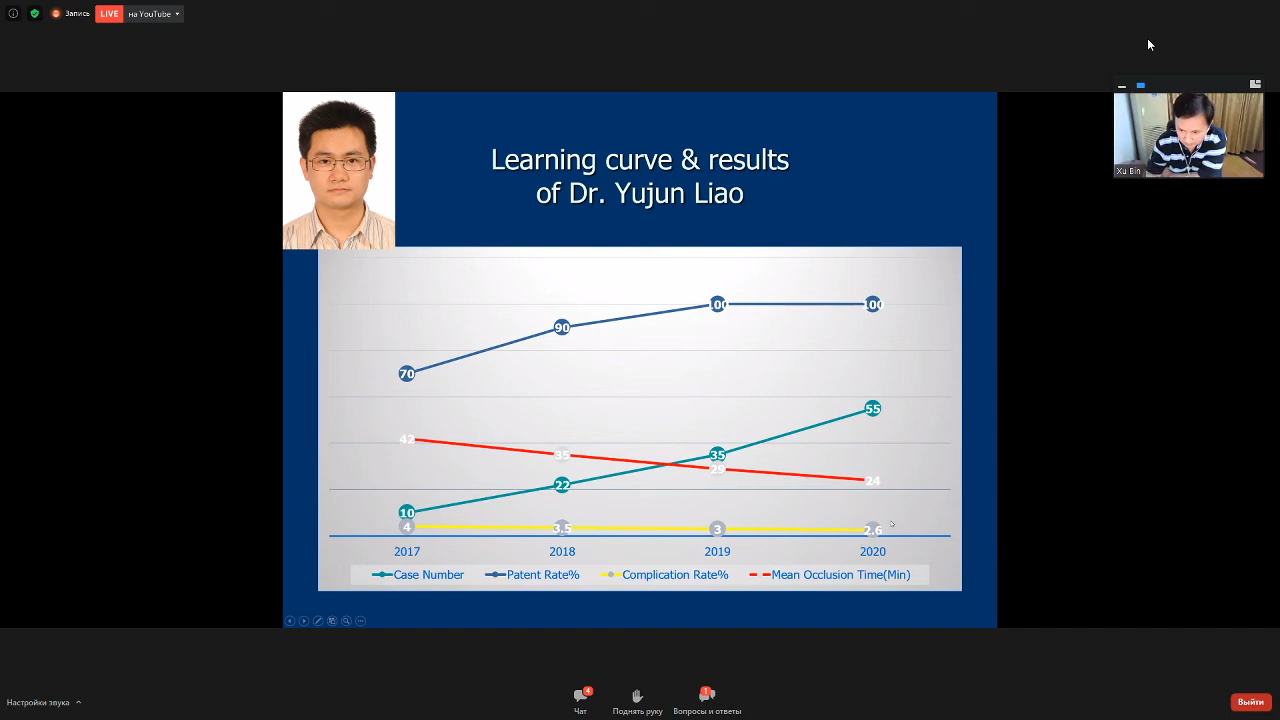 Запись
LIVE
на YouTube
Xu Bin
Learning curve & results
of Dr. Yujun Liao
70
90
100
100
42
35
35
29
55
24
10
22
4
3.5
3
2.6
2017 2018 2019 2020
Case Number Patent Rate% Complication Rate% Mean Occlusion Time(Min)
Настройки звука
4
Чат
Поднять руку
1
Вопросы и ответы
Выйти